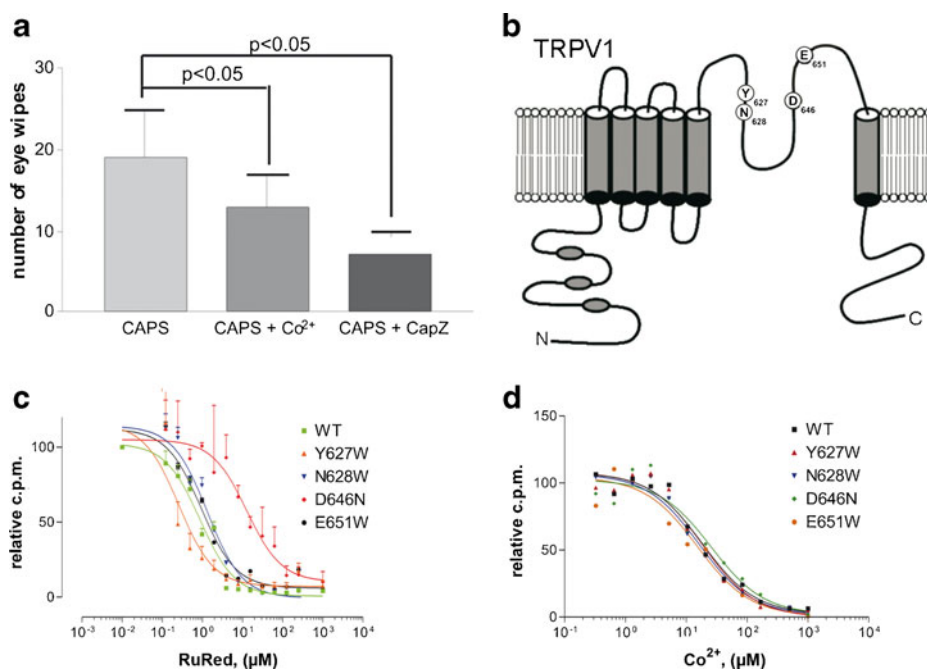 a
p<0.05
p<0.05
number of eye wipes
30
20
10
0
CAPS
CAPS + Co²⁺
CAPS + CapZ
b
TRPV1
Y 627
N 628
D 646
E 651
N
C
c
relative c.p.m.
100
50
0
10⁻³ 10⁻² 10⁻¹ 10⁰ 10¹ 10² 10³ 10⁴
RuRed, (µM)
WT
Y627W
N628W
D646N
E651W
d
relative c.p.m.
150
100
50
0
10⁻¹ 10⁰ 10¹ 10² 10³ 10⁴
Co²⁺, (µM)
WT
Y627W
N628W
D646N
E651W